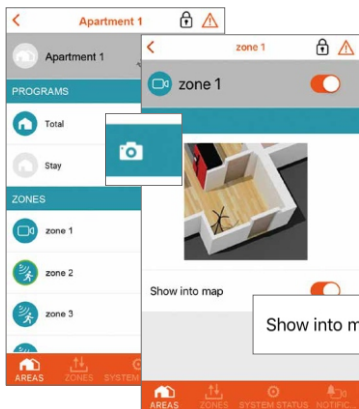 Apartment 1
Apartment 1
PROGRAMS
Total
Stay
ZONES
zone 1
zone 2
zone 3
AREAS
ZONES
SYSTEM
zone 1
zone 1
Show into map
Show into m
AREAS
ZONES
SYSTEM STATUS
NOTIFIC